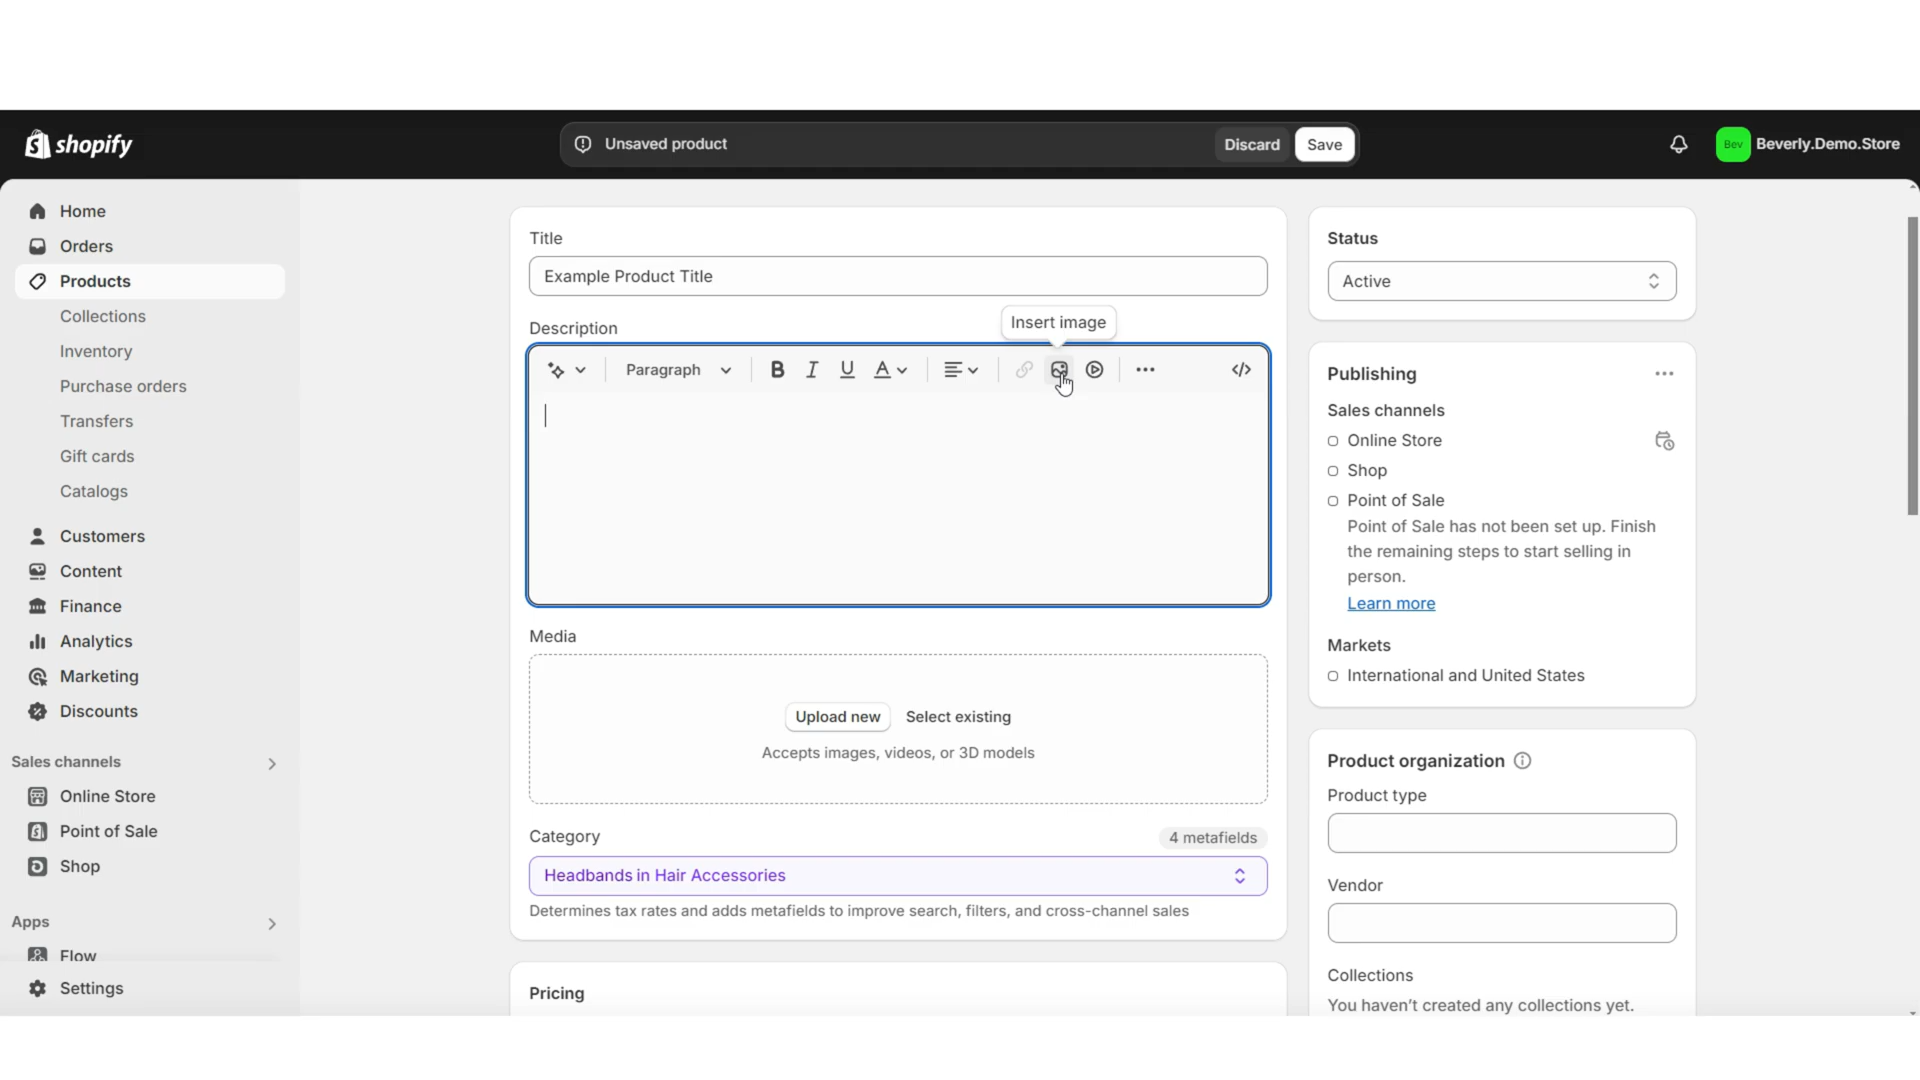 shopify
Unsaved product
Discard
Save
Bev
Beverly.Demo.Store
Home
Orders
Products
Collections
Inventory
Purchase orders
Transfers
Gift cards
Catalogs
Customers
Content
Finance
Analytics
Marketing
Discounts
Sales channels
Online Store
Point of Sale
Shop
Apps
Flow
Settings
Title
Example Product Title
Description
Insert image
Paragraph
B I U A
Media
Upload new
Select existing
Accepts images, videos, or 3D models
Category
4 metafields
Headbands in Hair Accessories
Determines tax rates and adds metafields to improve search, filters, and cross-channel sales
Pricing
Status
Active
Publishing
Sales channels
Online Store
Shop
Point of Sale
Point of Sale has not been set up. Finish
the remaining steps to start selling in
person.
Learn more
Markets
International and United States
Product organization
Product type
Vendor
Collections
You haven't created any collections yet.